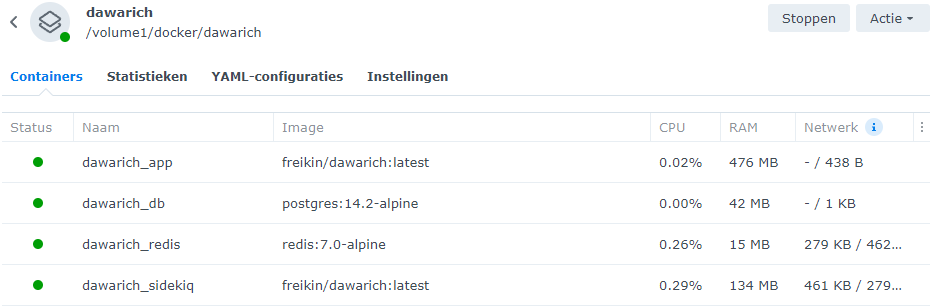 dawarich
/volume1/docker/dawarich
Stoppen
Actie
Containers Statistieken YAML-configuraties Instellingen
Status Naam Image CPU RAM Netwerk
dawarich_app freikin/dawarich:latest 0.02% 476 MB - / 438 B
dawarich_db postgres:14.2-alpine 0.00% 42 MB - / 1 KB
dawarich_redis redis:7.0-alpine 0.26% 15 MB 279 KB / 462...
dawarich_sidekiq freikin/dawarich:latest 0.29% 134 MB 461 KB / 279...